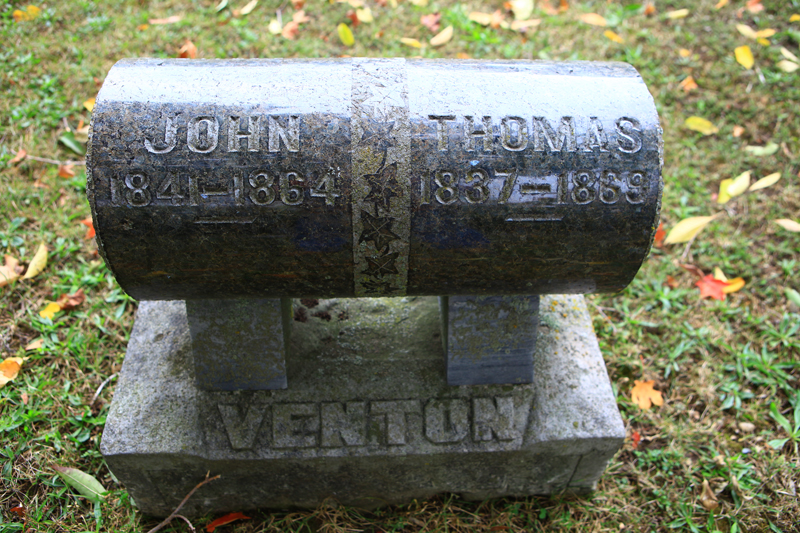 JOHN
1841-1864
THOMAS
1837-1869
VENTON